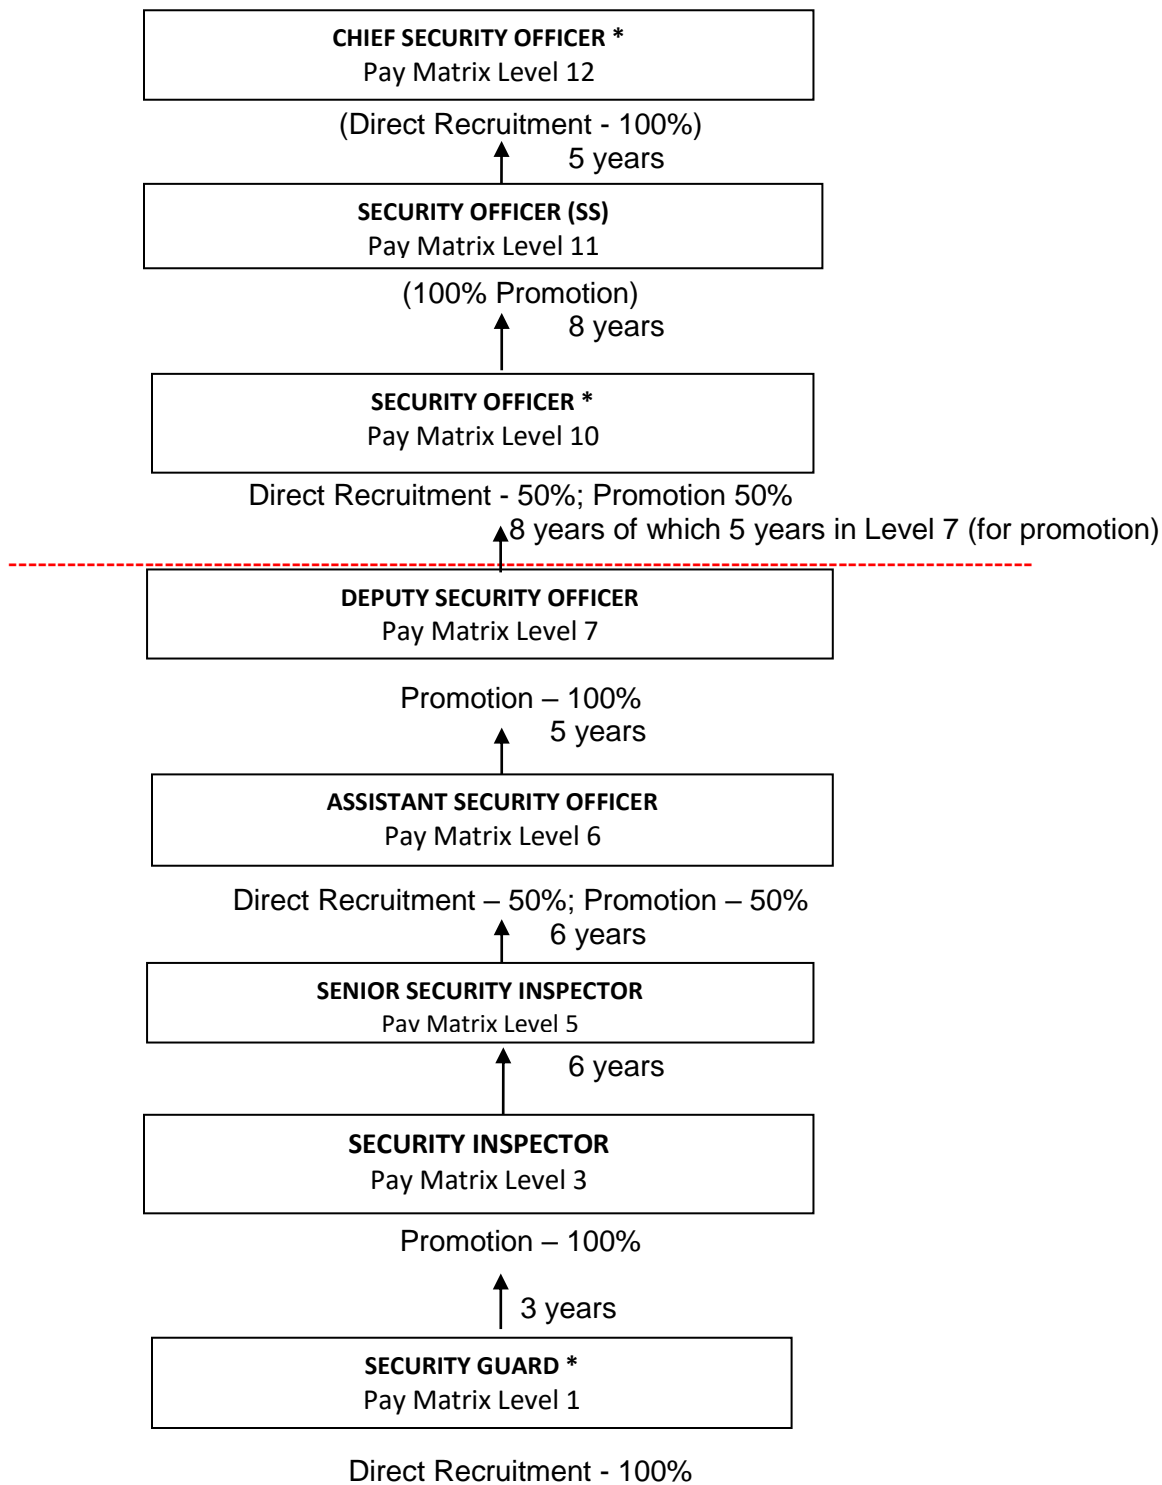 CHIEF SECURITY OFFICER *
Pay Matrix Level 12
(Direct Recruitment - 100%)
5 years
SECURITY OFFICER (SS)
Pay Matrix Level 11
(100% Promotion)
8 years
SECURITY OFFICER *
Pay Matrix Level 10
Direct Recruitment - 50%; Promotion 50%
8 years of which 5 years in Level 7 (for promotion)
DEPUTY SECURITY OFFICER
Pay Matrix Level 7
Promotion – 100%
5 years
ASSISTANT SECURITY OFFICER
Pay Matrix Level 6
Direct Recruitment – 50%; Promotion – 50%
6 years
SENIOR SECURITY INSPECTOR
Pay Matrix Level 5
6 years
SECURITY INSPECTOR
Pay Matrix Level 3
Promotion – 100%
3 years
SECURITY GUARD *
Pay Matrix Level 1
Direct Recruitment - 100%